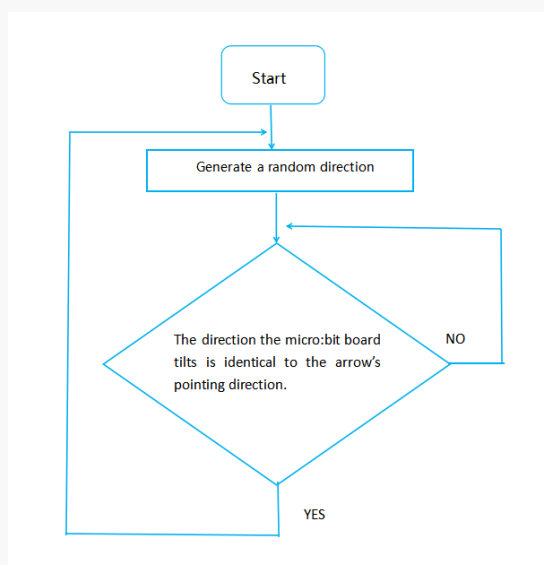 Start
Generate a random direction
The direction the micro:bit board
tilts is identical to the arrow's
pointing direction.
NO
YES